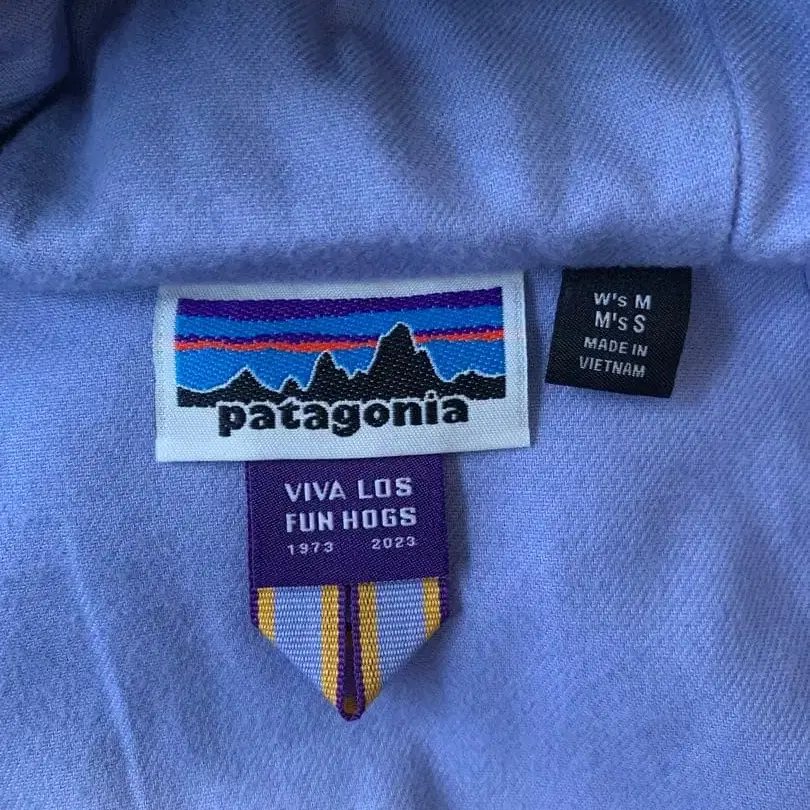 patagonia
VIVA LOS
FUN HOGS
1973 2023
W's M
M's S
MADE IN
VIETNAM